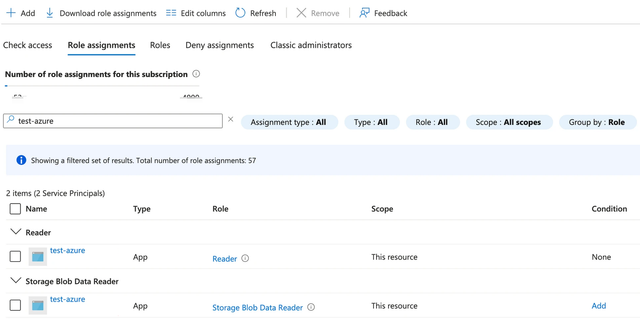 Add Download role assignments Edit columns Refresh Remove Feedback
Check access Role assignments Roles Deny assignments Classic administrators
Number of role assignments for this subscription
test-azure Assignment type : All Type : All Role : All Scope : All scopes Group by : Role
Showing a filtered set of results. Total number of role assignments: 57
2 items (2 Service Principals)
Name Type Role Scope Condition
Reader
test-azure App Reader This resource None
Storage Blob Data Reader
test-azure App Storage Blob Data Reader This resource Add